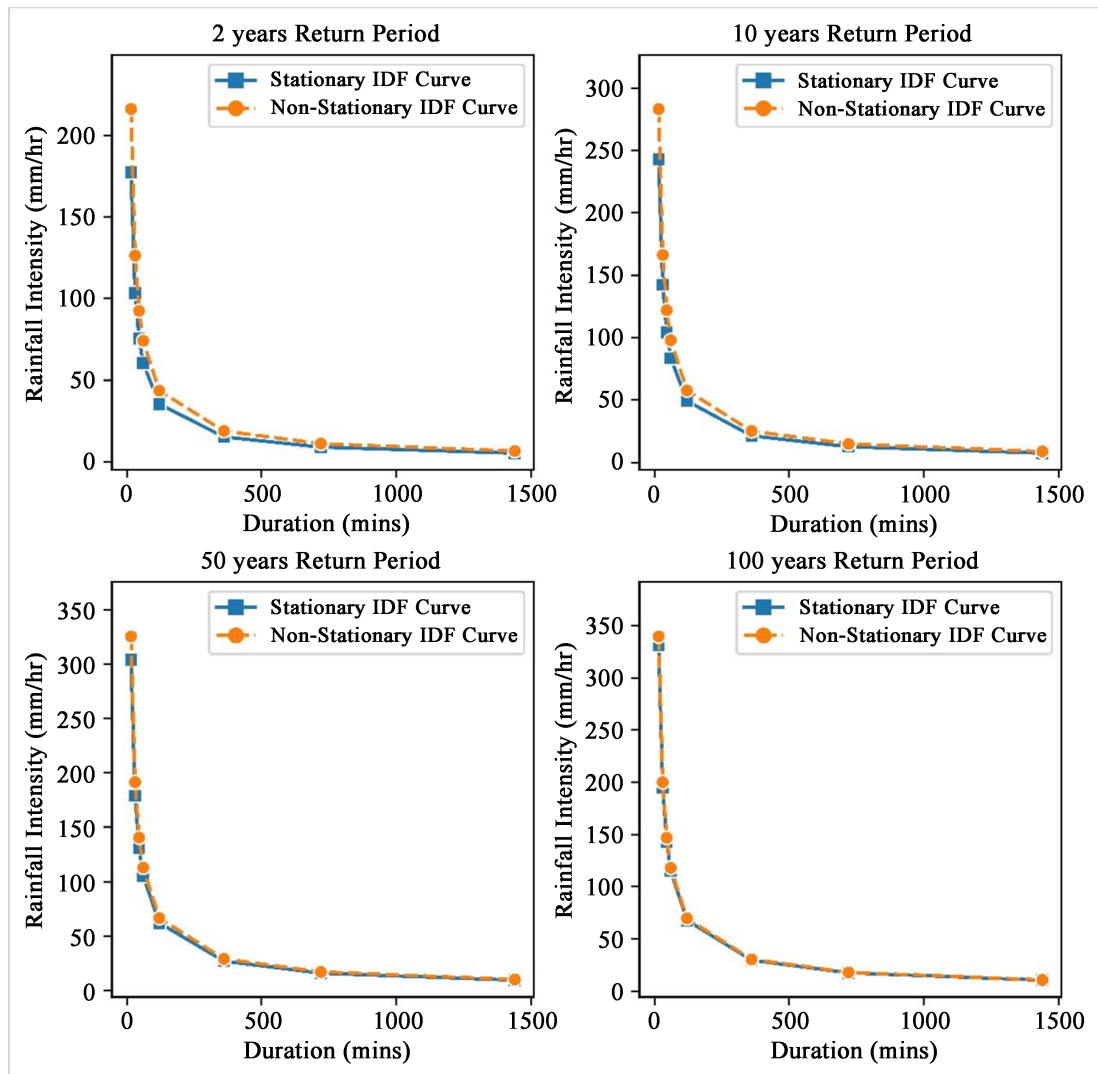 2 years Return Period
Stationary IDF Curve
Non-Stationary IDF Curve
Rainfall Intensity (mm/hr)
200
150
100
50
0
0 500 1000 1500
Duration (mins)
10 years Return Period
Stationary IDF Curve
Non-Stationary IDF Curve
Rainfall Intensity (mm/hr)
300
250
200
150
100
50
0
0 500 1000 1500
Duration (mins)
50 years Return Period
Stationary IDF Curve
Non-Stationary IDF Curve
Rainfall Intensity (mm/hr)
350
300
250
200
150
100
50
0
0 500 1000 1500
Duration (mins)
100 years Return Period
Stationary IDF Curve
Non-Stationary IDF Curve
Rainfall Intensity (mm/hr)
350
300
250
200
150
100
50
0
0 500 1000 1500
Duration (mins)